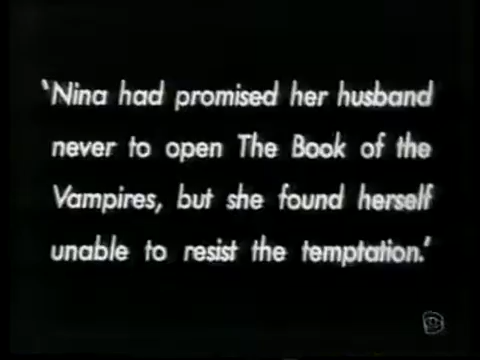 'Nina had promised her husband
never to open The Book of the
Vampires, but she found herself
unable to resist the temptation.'